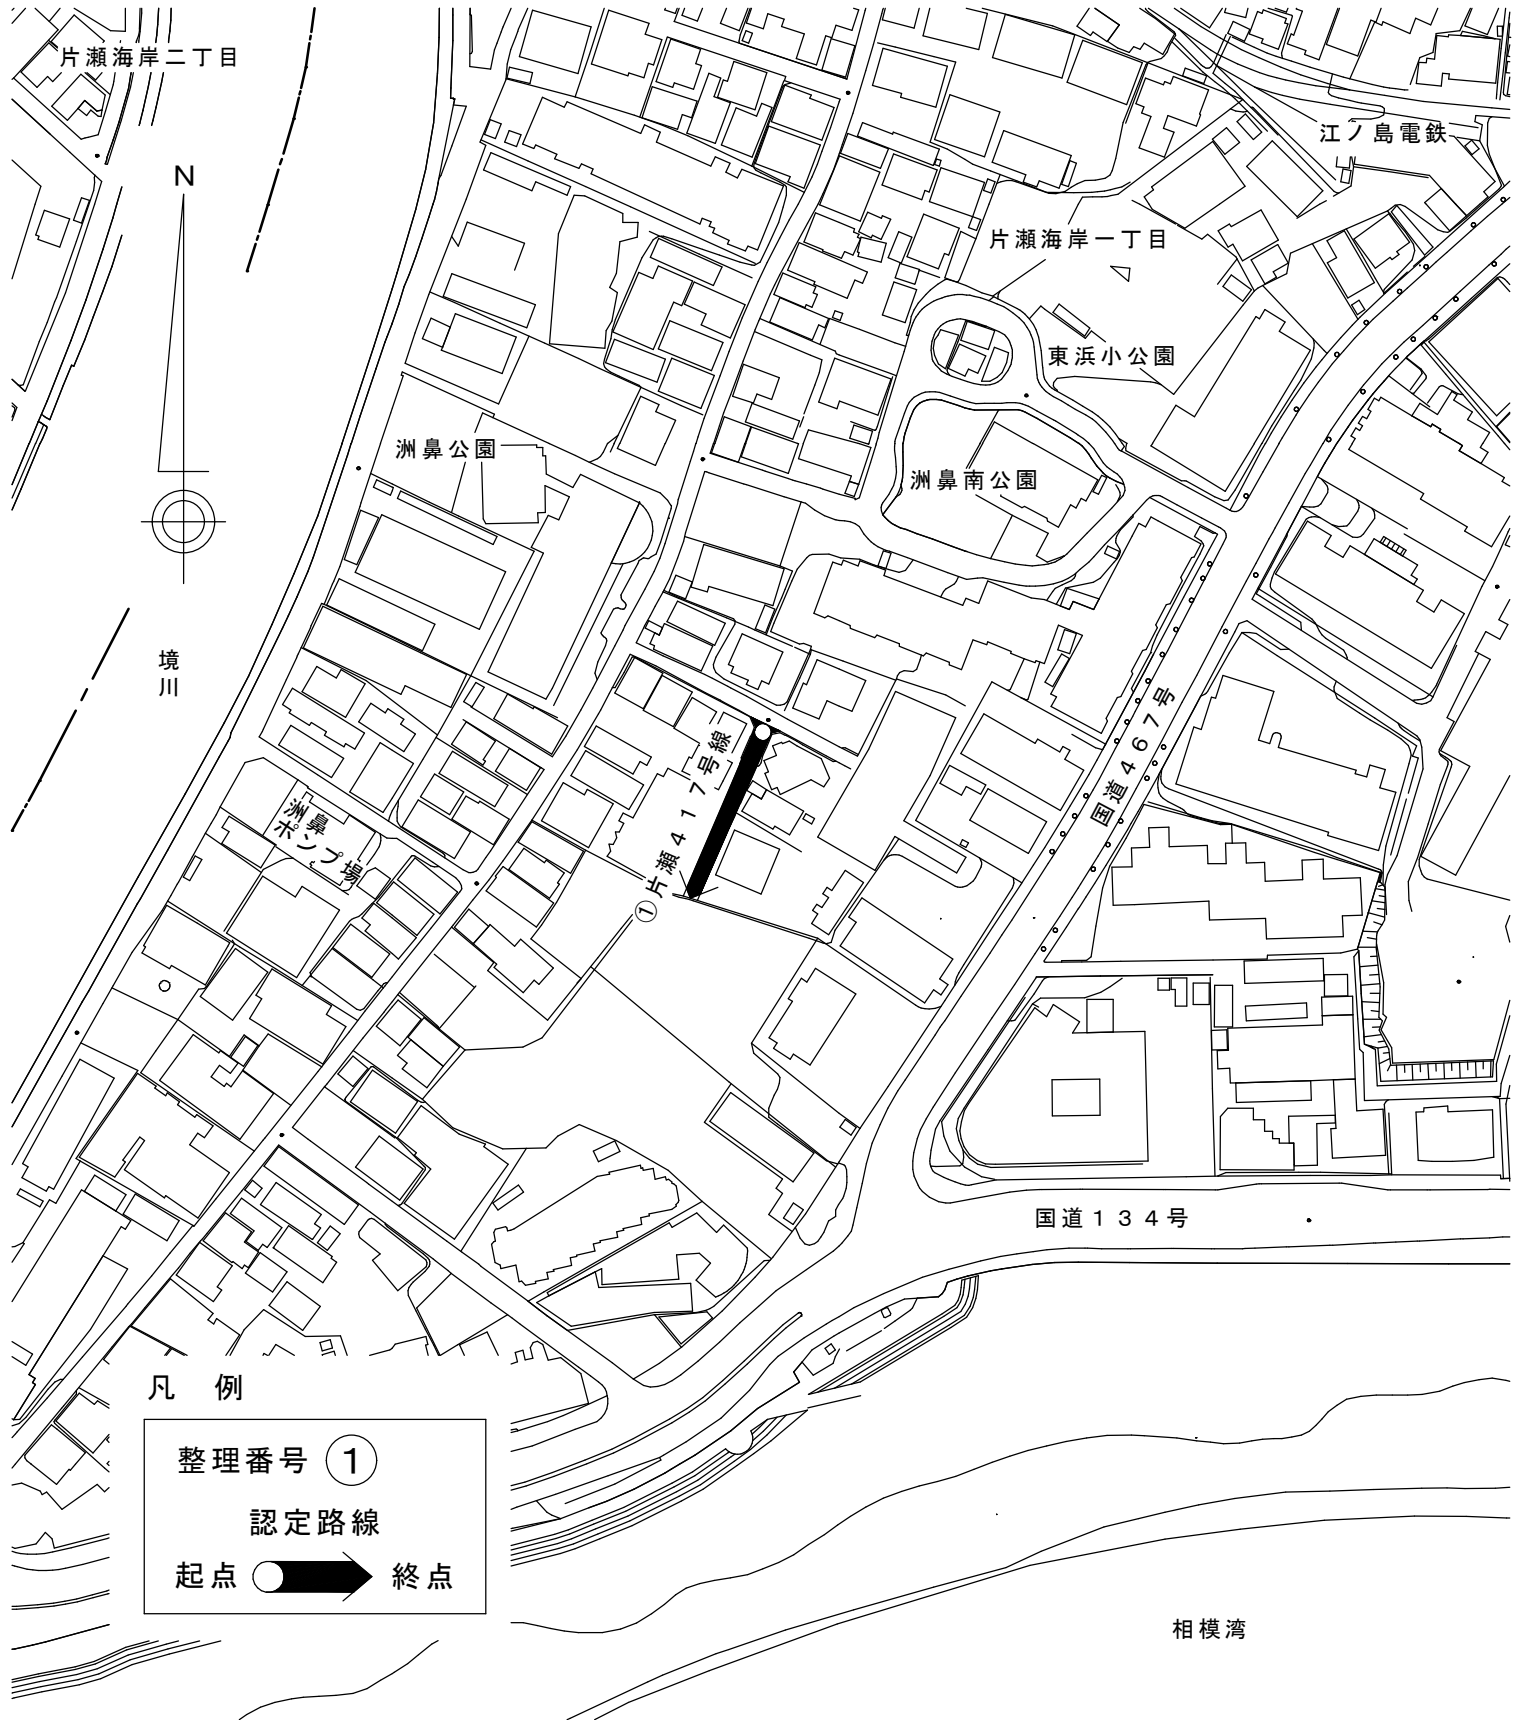 片瀬海岸二丁目
江ノ島電鉄
N
片瀬海岸一丁目
東浜小公園
洲鼻公園
洲鼻南公園
境川
国道467号
①片瀬417号線
洲鼻
ポンプ場
国道134号
凡 例
整理番号 ①
認定路線
起点 終点
相模湾